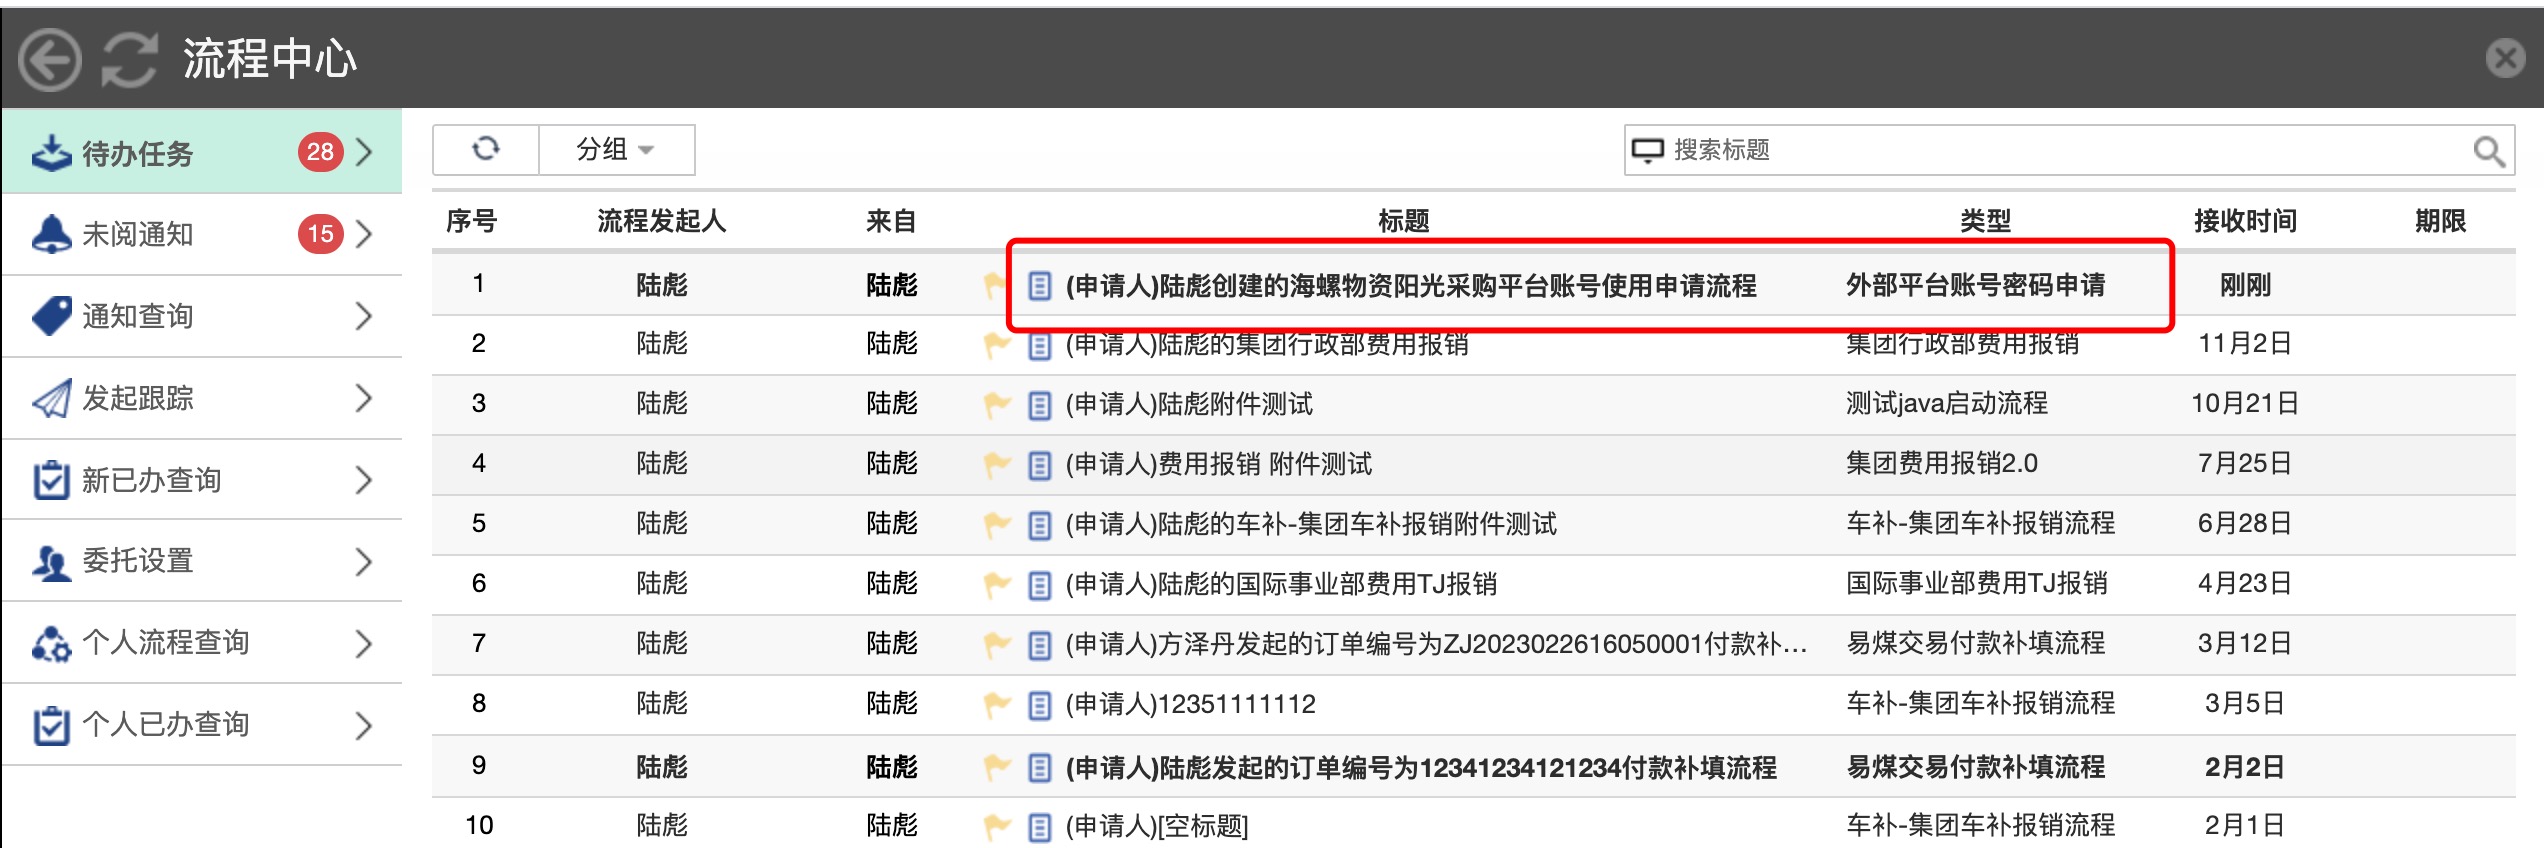 流程中心
待办任务 28
未阅通知 15
通知查询
发起跟踪
新已办查询
委托设置
个人流程查询
个人已办查询
分组
搜索标题
序号 流程发起人 来自 标题 类型 接收时间 期限
1 陆彪 陆彪 (申请人)陆彪创建的海螺物资阳光采购平台账号使用申请流程 外部平台账号密码申请 刚刚
2 陆彪 陆彪 (申请人)陆彪的集团行政部费用报销 集团行政部费用报销 11月2日
3 陆彪 陆彪 (申请人)陆彪附件测试 测试java启动流程 10月21日
4 陆彪 陆彪 (申请人)费用报销 附件测试 集团费用报销2.0 7月25日
5 陆彪 陆彪 (申请人)陆彪的车补-集团车补报销附件测试 车补-集团车补报销流程 6月28日
6 陆彪 陆彪 (申请人)陆彪的国际事业部费用TJ报销 国际事业部费用TJ报销 4月23日
7 陆彪 陆彪 (申请人)方泽丹发起的订单编号为ZJ2023022616050001付款补… 易煤交易付款补填流程 3月12日
8 陆彪 陆彪 (申请人)12351111112 车补-集团车补报销流程 3月5日
9 陆彪 陆彪 (申请人)陆彪发起的订单编号为12341234121234付款补填流程 易煤交易付款补填流程 2月2日
10 陆彪 陆彪 (申请人)[空标题] 车补-集团车补报销流程 2月1日